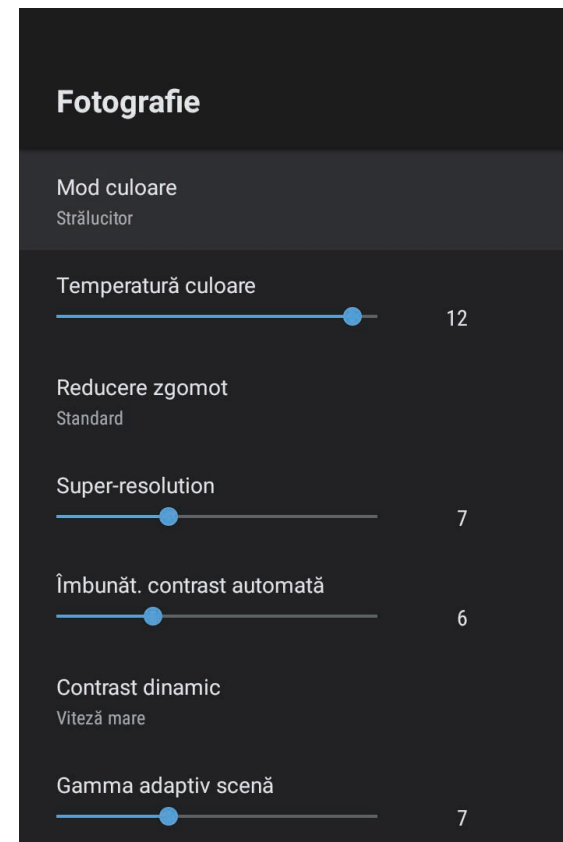 Fotografie
Mod culoare
Strălucitor
Temperatură culoare
12
Reducere zgomot
Standard
Super-resolution
7
Îmbunăt. contrast automată
6
Contrast dinamic
Viteză mare
Gamma adaptiv scenă
7